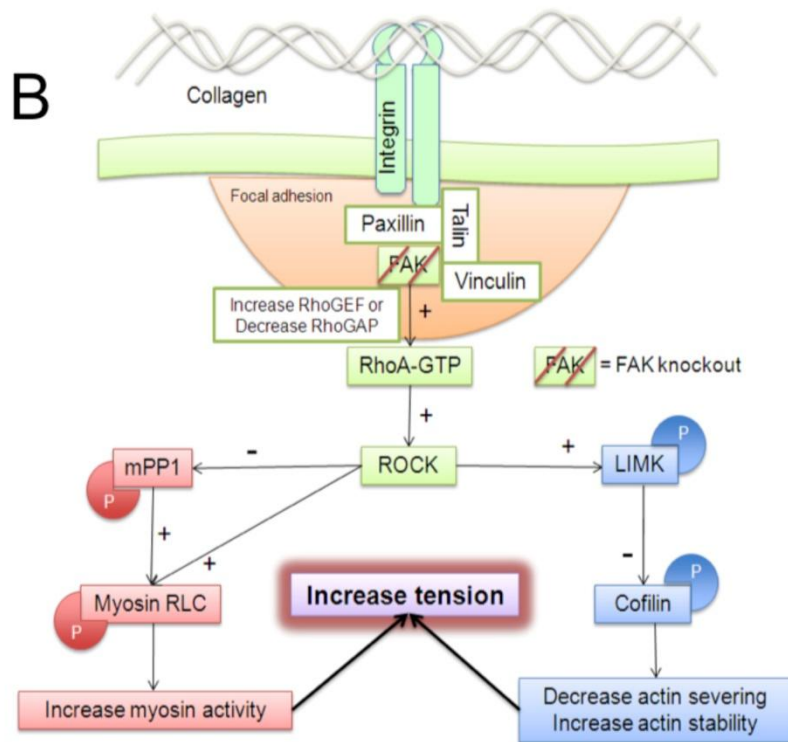 B
Collagen
Integrin
Focal adhesion
Paxillin
Talin
FAK
Vinculin
Increase RhoGEF or
Decrease RhoGAP
+
RhoA-GTP
FAK = FAK knockout
+
mPP1
P
-
ROCK
+
LIMK
P
+
+
-
Myosin RLC
P
Increase tension
Cofilin
P
Increase myosin activity
Decrease actin severing
Increase actin stability